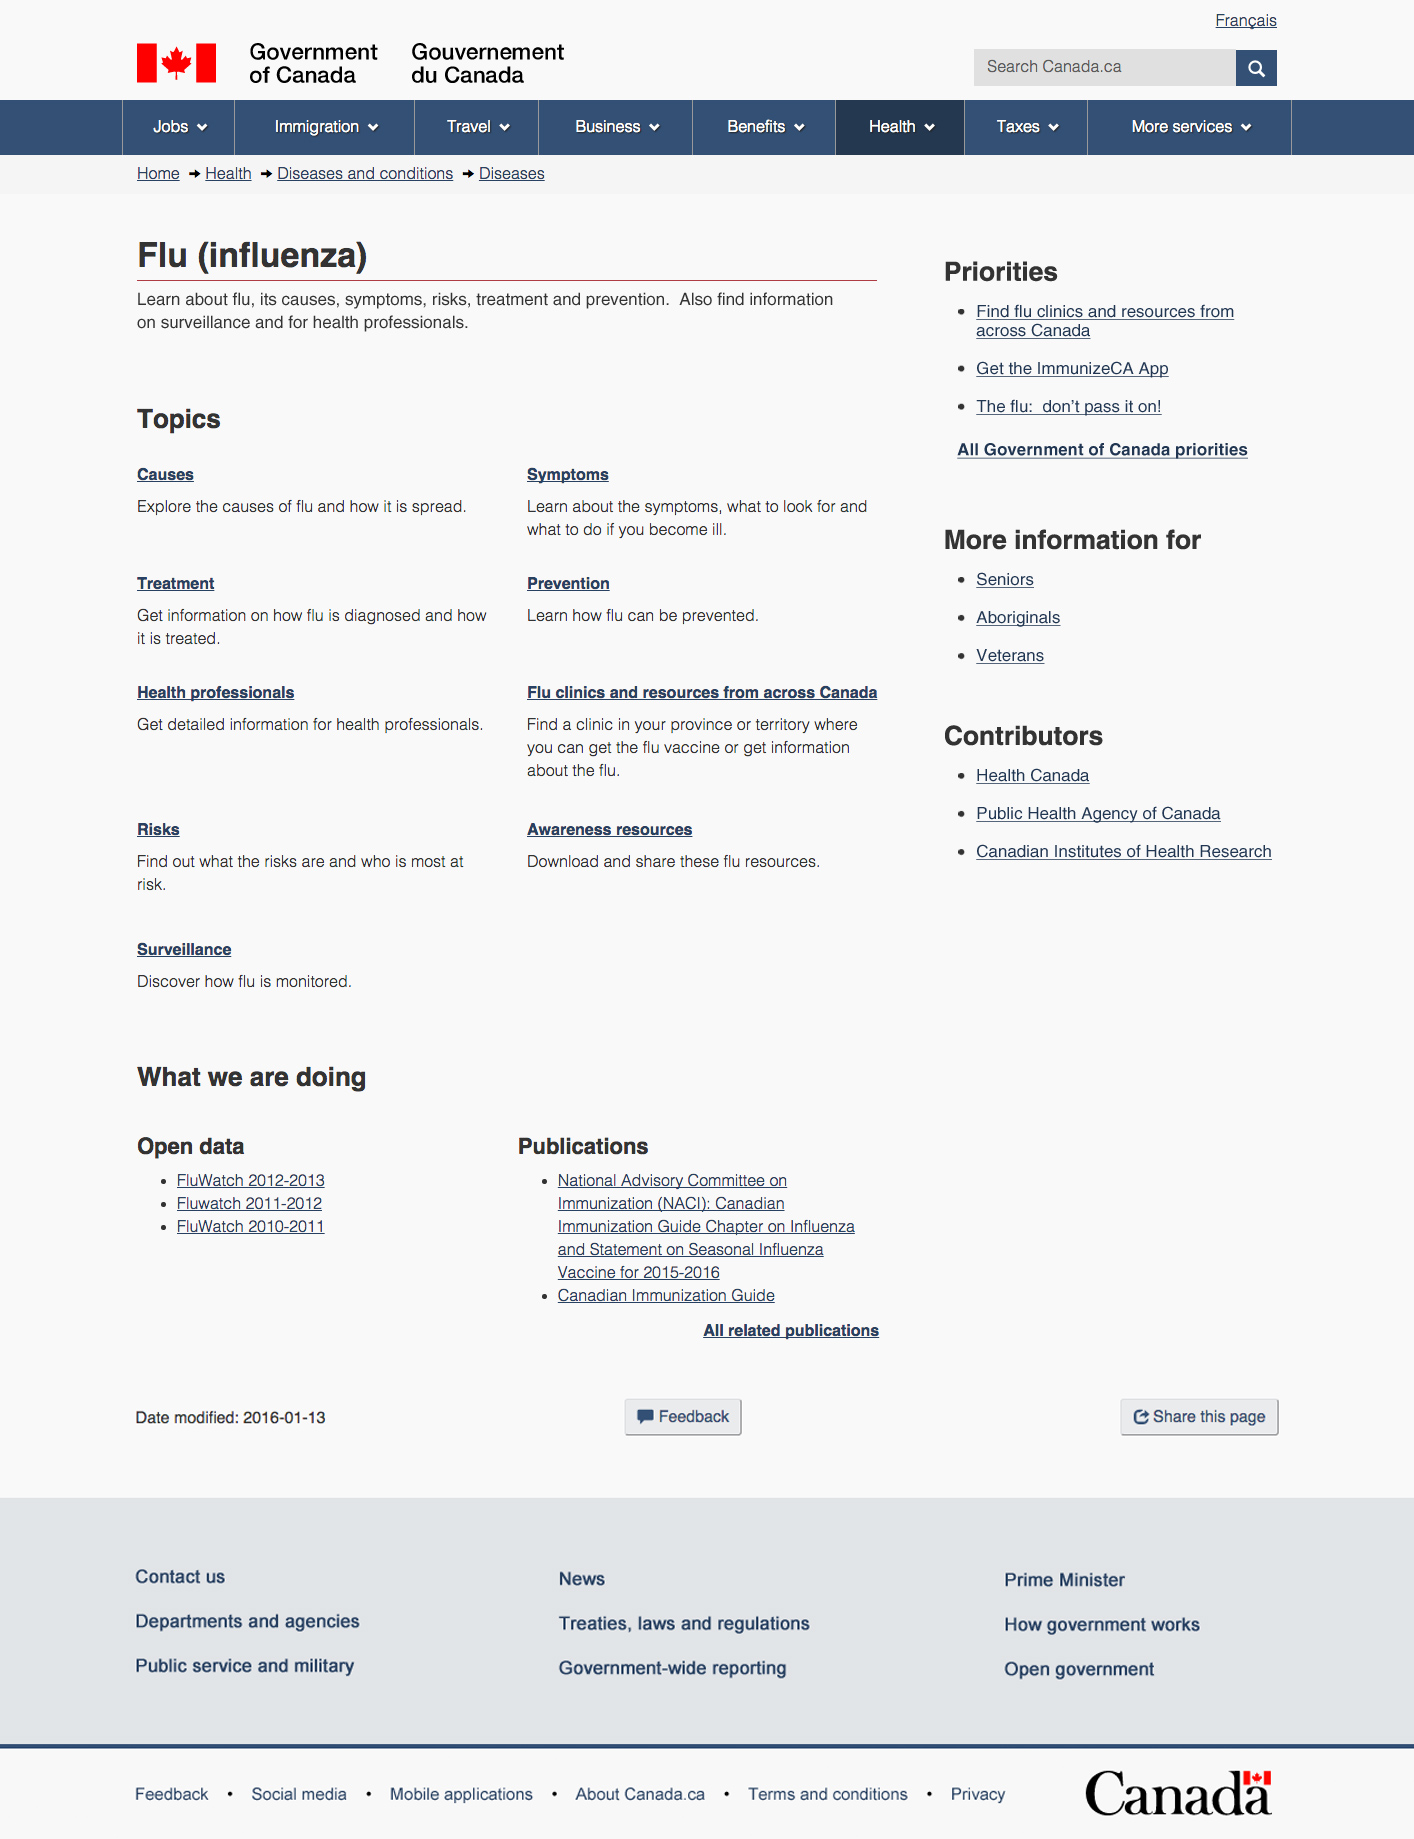 Français
Government
of Canada
Gouvernement
du Canada
Search Canada.ca
Jobs
Immigration
Travel
Business
Benefits
Health
Taxes
More services
Home
Health
Diseases and conditions
Diseases
Flu (influenza)
Learn about flu, its causes, symptoms, risks, treatment and prevention.  Also find information
on surveillance and for health professionals.
Topics
Causes
Explore the causes of flu and how it is spread.
Symptoms
Learn about the symptoms, what to look for and
what to do if you become ill.
Treatment
Get information on how flu is diagnosed and how
it is treated.
Prevention
Learn how flu can be prevented.
Health professionals
Get detailed information for health professionals.
Flu clinics and resources from across Canada
Find a clinic in your province or territory where
you can get the flu vaccine or get information
about the flu.
Risks
Find out what the risks are and who is most at
risk.
Awareness resources
Download and share these flu resources.
Surveillance
Discover how flu is monitored.
Priorities
• Find flu clinics and resources from
across Canada
• Get the ImmunizeCA App
• The flu:  don't pass it on!
All Government of Canada priorities
More information for
• Seniors
• Aboriginals
• Veterans
Contributors
• Health Canada
• Public Health Agency of Canada
• Canadian Institutes of Health Research
What we are doing
Open data
• FluWatch 2012-2013
• Fluwatch 2011-2012
• FluWatch 2010-2011
Publications
• National Advisory Committee on
Immunization (NACI): Canadian
Immunization Guide Chapter on Influenza
and Statement on Seasonal Influenza
Vaccine for 2015-2016
• Canadian Immunization Guide
All related publications
Date modified: 2016-01-13
Feedback
Share this page
Contact us
Departments and agencies
Public service and military
News
Treaties, laws and regulations
Government-wide reporting
Prime Minister
How government works
Open government
Feedback • Social media • Mobile applications • About Canada.ca • Terms and conditions • Privacy
Canada